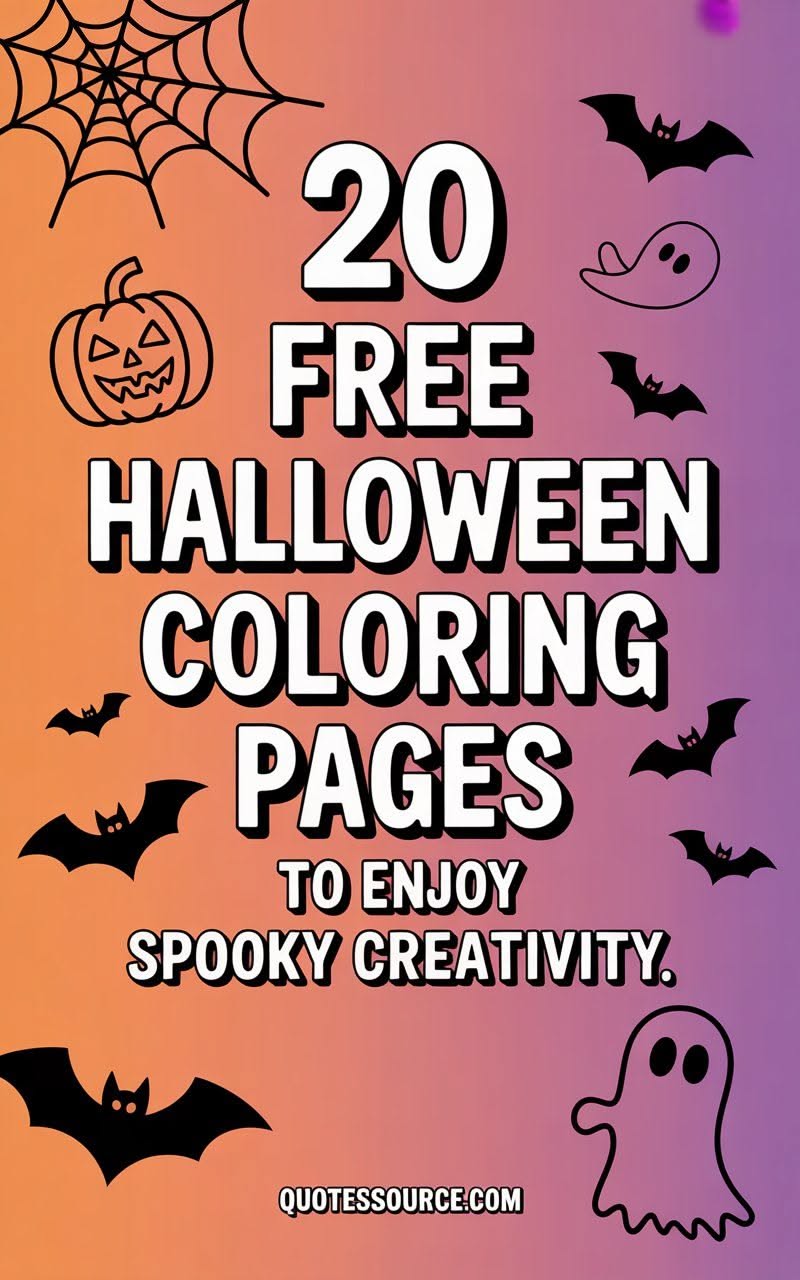 20
FREE
HALLOWEEN
COLORING
PAGES
TO ENJOY
SPOOKY CREATIVITY.
QUOTESSOURCE.COM